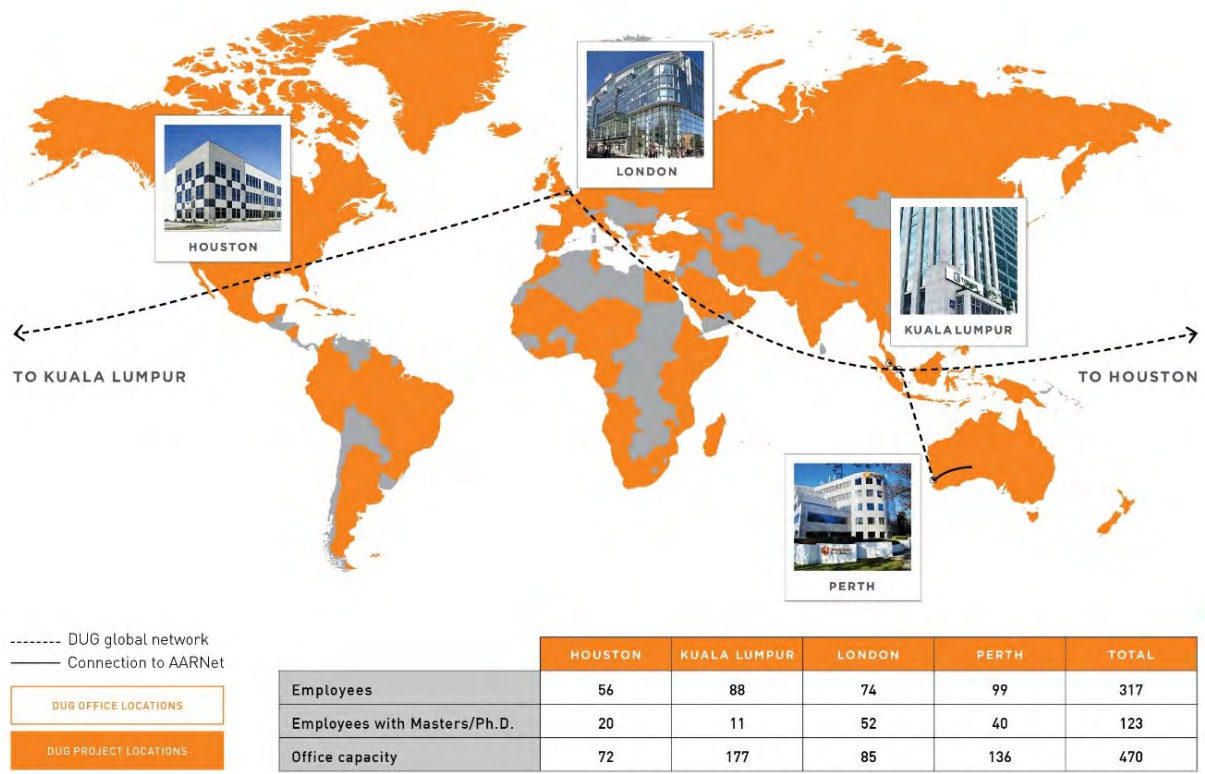 HOUSTON
LONDON
KUALA LUMPUR
TO KUALA LUMPUR
TO HOUSTON
PERTH
DUG global network
Connection to AARNet
DUG OFFICE LOCATIONS
DUG PROJECT LOCATIONS
HOUSTON KUALA LUMPUR LONDON PERTH TOTAL
Employees 56 88 74 99 317
Employees with Masters/Ph.D. 20 11 52 40 123
Office capacity 72 177 85 136 470